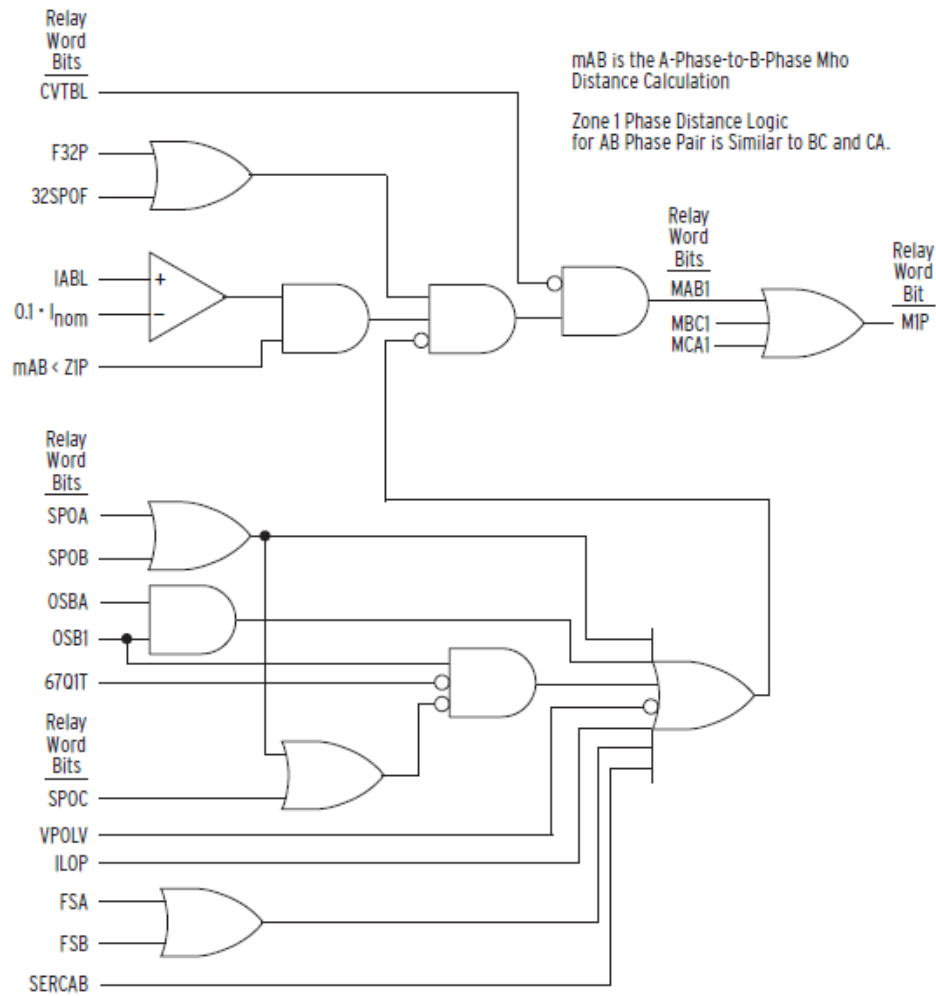 Relay
Word
Bits
CVTBL
mAB is the A-Phase-to-B-Phase Mho
Distance Calculation
Zone 1 Phase Distance Logic
for AB Phase Pair is Similar to BC and CA.
F32P
32SPOF
IABL
+
0.1 • Inom
–
mAB < Z1P
Relay
Word
Bits
MAB1
MBC1
MCA1
Relay
Word
Bit
M1P
Relay
Word
Bits
SPOA
SPOB
OSBA
OSB1
67Q1T
Relay
Word
Bits
SPOC
VPOLV
ILOP
FSA
FSB
SERCAB